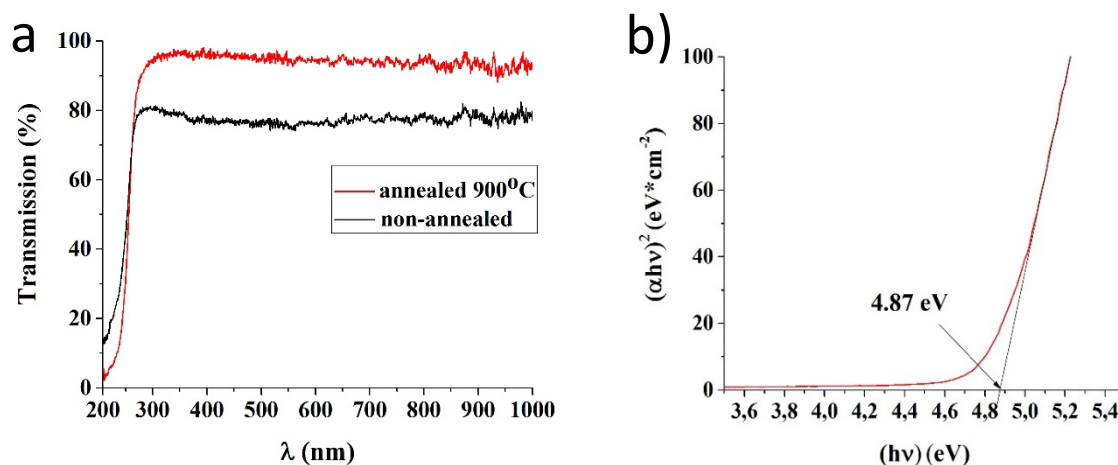 a
100
80
60
40
20
0
Transmission (%)
200 300 400 500 600 700 800 900 1000
λ (nm)
annealed 900⁰C
non-annealed
b)
100
80
60
40
20
0
(αhν)² (eV*cm⁻²)
4.87 eV
3,6 3,8 4,0 4,2 4,4 4,6 4,8 5,0 5,2 5,4
(hν) (eV)